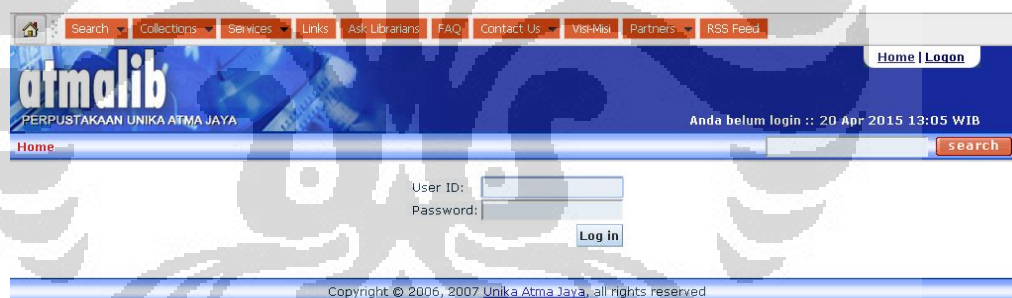 Search Collections Services Links Ask Librarians FAQ Contact Us Visi-Misi Partners RSS Feed
Home | Logon
atmalib
PERPUSTAKAAN UNIKA ATMA JAYA
Anda belum login :: 20 Apr 2015 13:05 WIB
Home
search
User ID:
Password:
Log in
Copyright © 2006, 2007 Unika Atma Jaya, all rights reserved